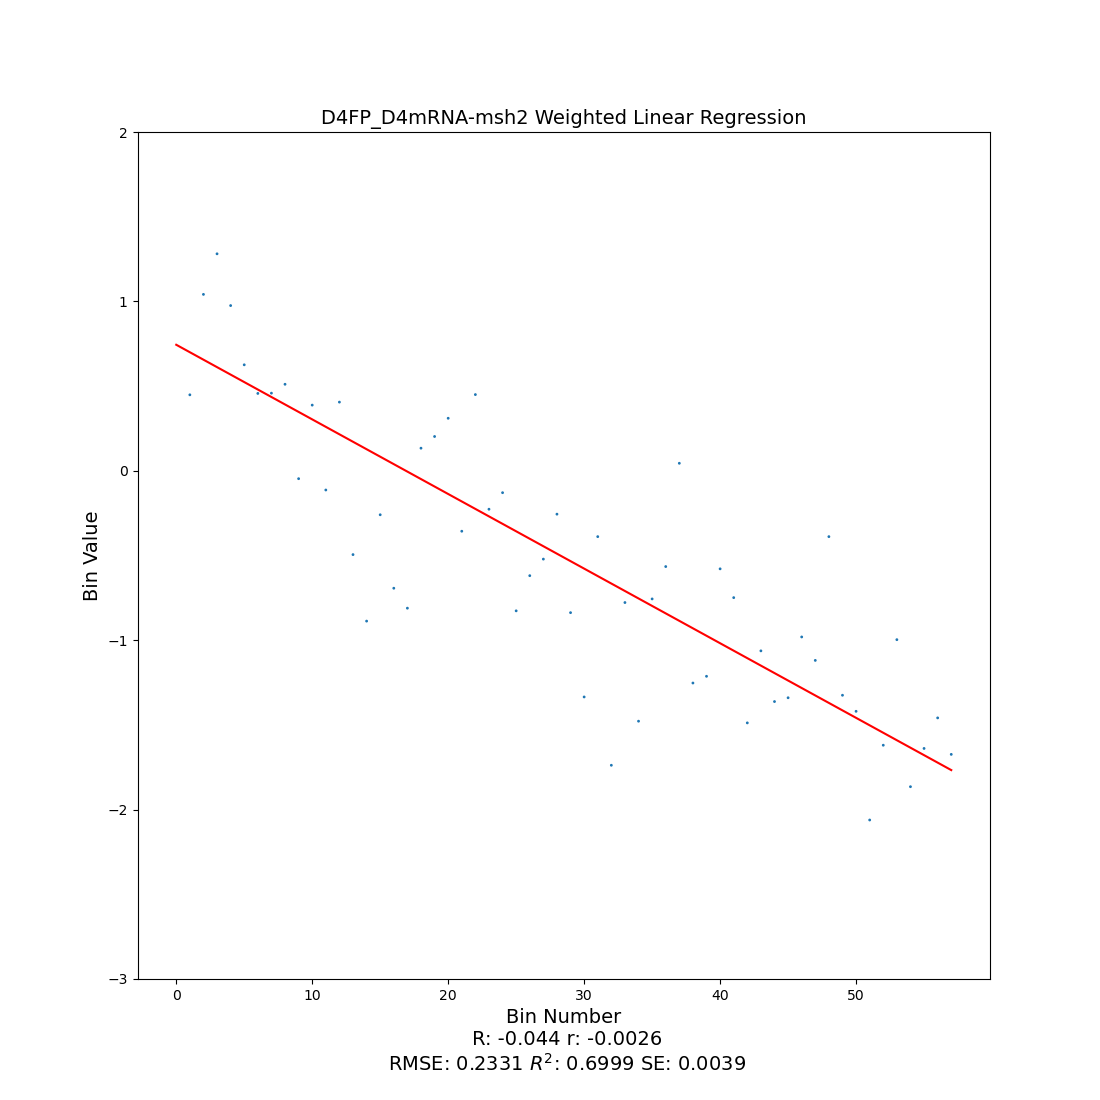 D4FP_D4mRNA-msh2 Weighted Linear Regression
2
1
0
−1
−2
−3
Bin Value
0 10 20 30 40 50
Bin Number
R: -0.044 r: -0.0026
RMSE: 0.2331 R²: 0.6999 SE: 0.0039